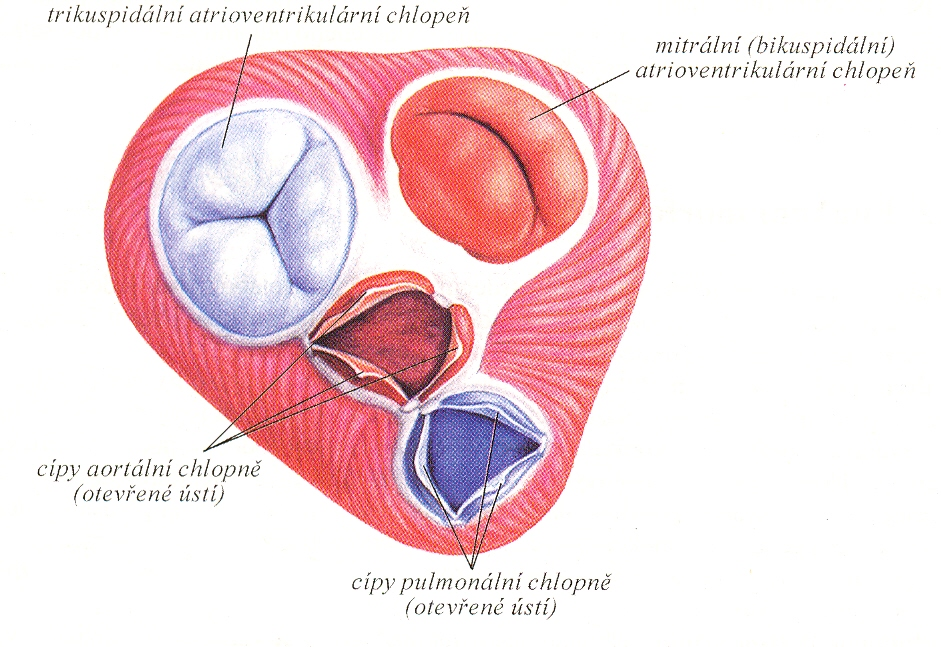 trikuspidální atrioventrikulární chlopeň
mitrální (bikuspidální)
atrioventrikulární chlopeň
cípy aortální chlopně
(otevřené ústí)
cípy pulmonální chlopně
(otevřené ústí)